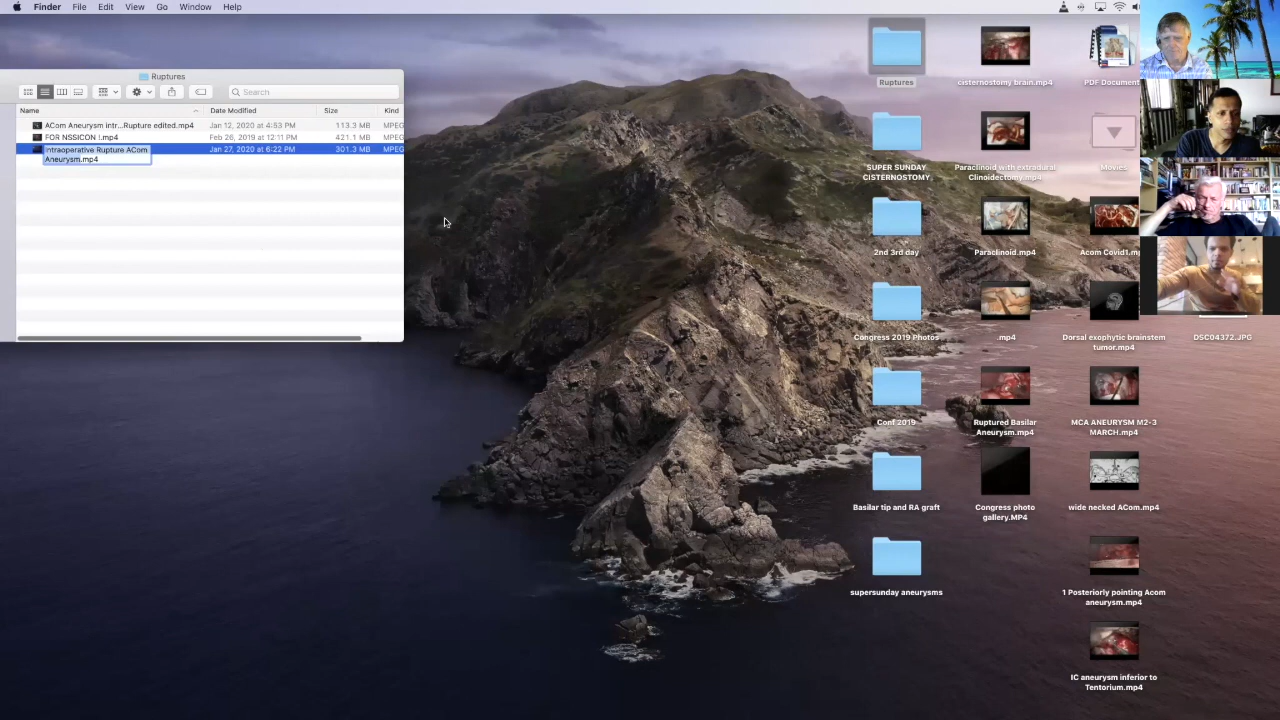 Finder File Edit View Go Window Help
Ruptures
Search
Name Date Modified Size Kind
ACom Aneurysm intr...Rupture edited.mp4 Jan 12, 2020 at 4:53 PM 113.3 MB MPEG
FOR NSSICON !.mp4 Feb 26, 2019 at 12:11 PM 421.1 MB MPEG
Intraoperative Rupture ACom Jan 27, 2020 at 6:22 PM 301.3 MB MPEG
Aneurysm.mp4
Ruptures
cisternostomy brain.mp4
PDF Document
SUPER SUNDAY
CISTERNOSTOMY
Paraclinoid with extradural
Clinoidectomy.mp4
Movies
2nd 3rd day
Paraclinoid.mp4
Acom Covid1.mp
Congress 2019 Photos
.mp4
Dorsal exophytic brainstem
tumor.mp4
DSC04372.JPG
Conf 2019
Ruptured Basilar
Aneurysm.mp4
MCA ANEURYSM M2-3
MARCH.mp4
Basilar tip and RA graft
Congress photo
gallery.MP4
wide necked ACom.mp4
supersunday aneurysms
1 Posteriorly pointing Acom
aneurysm.mp4
IC aneurysm inferior to
Tentorium.mp4